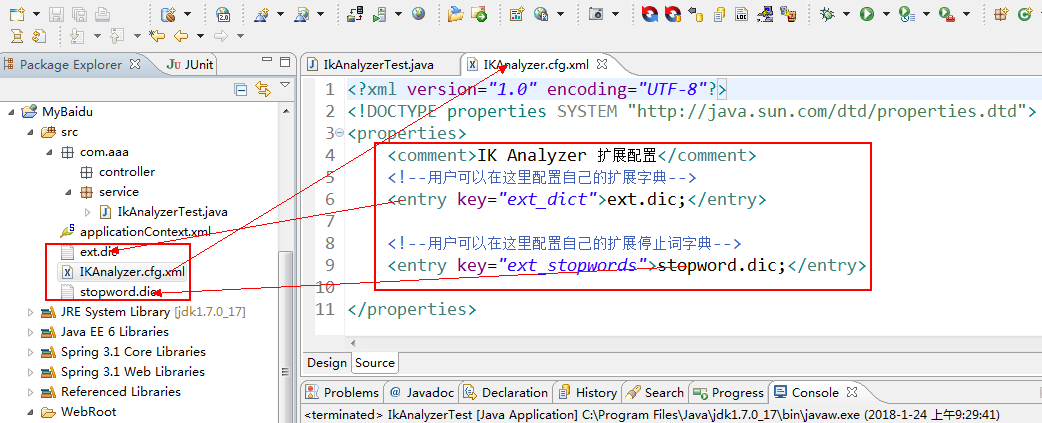 Package Explorer
JUnit
MyBaidu
src
com.aaa
controller
service
IkAnalyzerTest.java
applicationContext.xml
ext.dic
IKAnalyzer.cfg.xml
stopword.dic
JRE System Library [jdk1.7.0_17]
Java EE 6 Libraries
Spring 3.1 Core Libraries
Spring 3.1 Web Libraries
Referenced Libraries
WebRoot
IkAnalyzerTest.java
IKAnalyzer.cfg.xml
1 <?xml version="1.0" encoding="UTF-8"?>
2 <!DOCTYPE properties SYSTEM "http://java.sun.com/dtd/properties.dtd">
3 <properties>
4 <comment>IK Analyzer 扩展配置</comment>
5 <!--用户可以在这里配置自己的扩展字典-->
6 <entry key="ext_dict">ext.dic;</entry>
7
8 <!--用户可以在这里配置自己的扩展停止词字典-->
9 <entry key="ext_stopwords">stopword.dic;</entry>
10
11 </properties>
Design Source
Problems @ Javadoc Declaration History Search Progress Console
<terminated> IkAnalyzerTest [Java Application] C:\Program Files\Java\jdk1.7.0_17\bin\javaw.exe (2018-1-24 上午9:29:41)